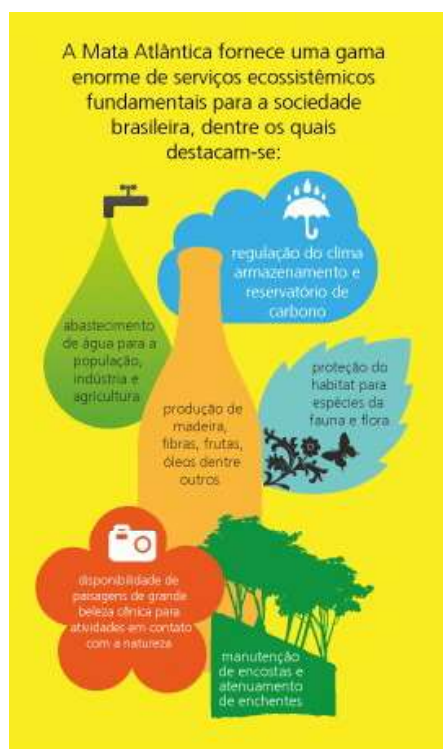 A Mata Atlântica fornece uma gama
enorme de serviços ecossistêmicos
fundamentais para a sociedade
brasileira, dentre os quais
destacam-se:
regulação do clima
armazenamento e
reservatório de
carbono
abastecimento
de água para a
população,
indústria e
agricultura
proteção do
habitat para
espécies da
fauna e flora
produção de
madeira,
fibras, frutas,
óleos dentre
outros
disponibilidade de
paisagens de grande
beleza cênica para
atividades em contato
com a natureza
manutenção
de encostas e
atenuamento
de enchentes